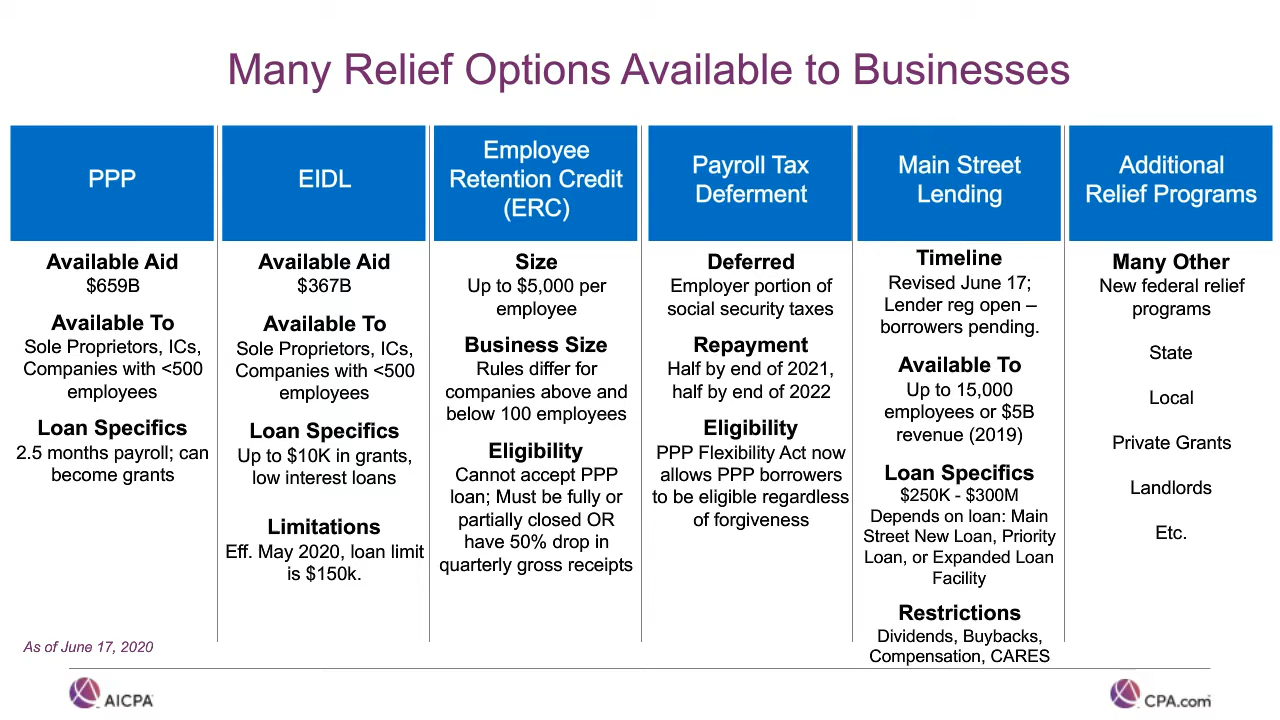 Many Relief Options Available to Businesses
PPP
Available Aid
$659B
Available To
Sole Proprietors, ICs,
Companies with <500
employees
Loan Specifics
2.5 months payroll; can
become grants
EIDL
Available Aid
$367B
Available To
Sole Proprietors, ICs,
Companies with <500
employees
Loan Specifics
Up to $10K in grants,
low interest loans
Limitations
Eff. May 2020, loan limit
is $150k.
Employee
Retention Credit
(ERC)
Size
Up to $5,000 per
employee
Business Size
Rules differ for
companies above and
below 100 employees
Eligibility
Cannot accept PPP
loan; Must be fully or
partially closed OR
have 50% drop in
quarterly gross receipts
Payroll Tax
Deferment
Deferred
Employer portion of
social security taxes
Repayment
Half by end of 2021,
half by end of 2022
Eligibility
PPP Flexibility Act now
allows PPP borrowers
to be eligible regardless
of forgiveness
Main Street
Lending
Timeline
Revised June 17;
Lender reg open –
borrowers pending.
Available To
Up to 15,000
employees or $5B
revenue (2019)
Loan Specifics
$250K - $300M
Depends on loan: Main
Street New Loan, Priority
Loan, or Expanded Loan
Facility
Restrictions
Dividends, Buybacks,
Compensation, CARES
Additional
Relief Programs
Many Other
New federal relief
programs
State
Local
Private Grants
Landlords
Etc.
As of June 17, 2020
AICPA
CPA.com